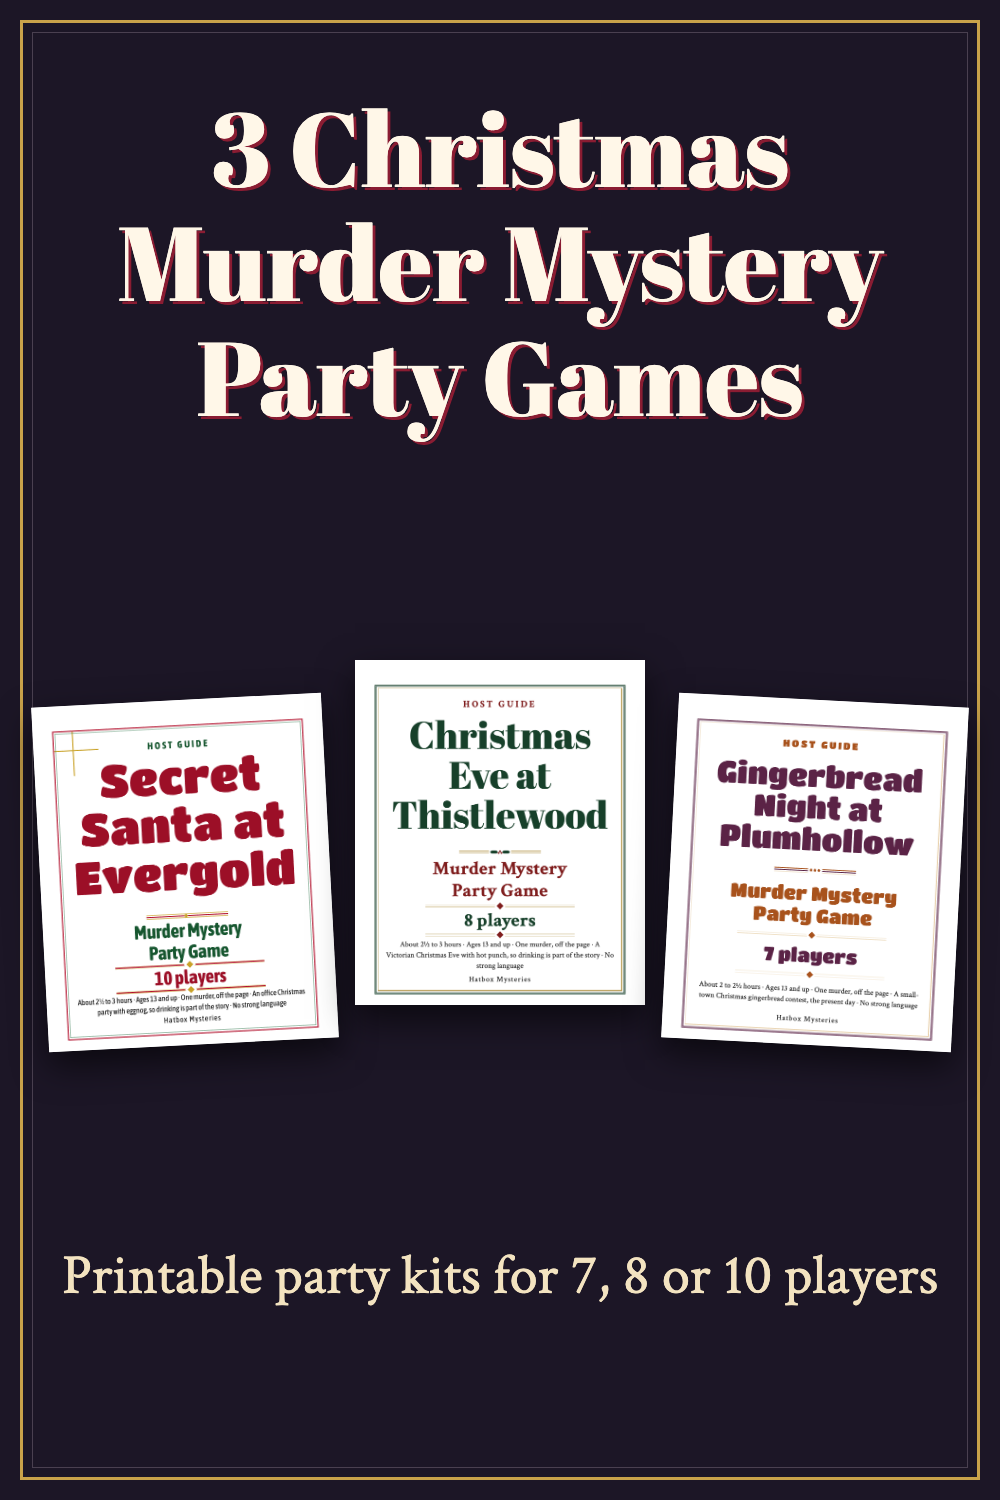 3 Christmas
Murder Mystery
Party Games
HOST GUIDE
Secret
Santa at
Evergold
Murder Mystery
Party Game
10 players
About 2½ to 3 hours · Ages 13 and up · One murder, off the page · An office Christmas
party with eggnog, so drinking is part of the story · No strong language
Hatbox Mysteries
HOST GUIDE
Christmas
Eve at
Thistlewood
Murder Mystery
Party Game
8 players
About 2½ to 3 hours · Ages 13 and up · One murder, off the page · A
Victorian Christmas Eve with hot punch, so drinking is part of the story · No
strong language
Hatbox Mysteries
HOST GUIDE
Gingerbread
Night at
Plumhollow
Murder Mystery
Party Game
7 players
About 2 to 2½ hours · Ages 13 and up · One murder, off the page · A small-
town Christmas gingerbread contest, the present day · No strong language
Hatbox Mysteries
Printable party kits for 7, 8 or 10 players